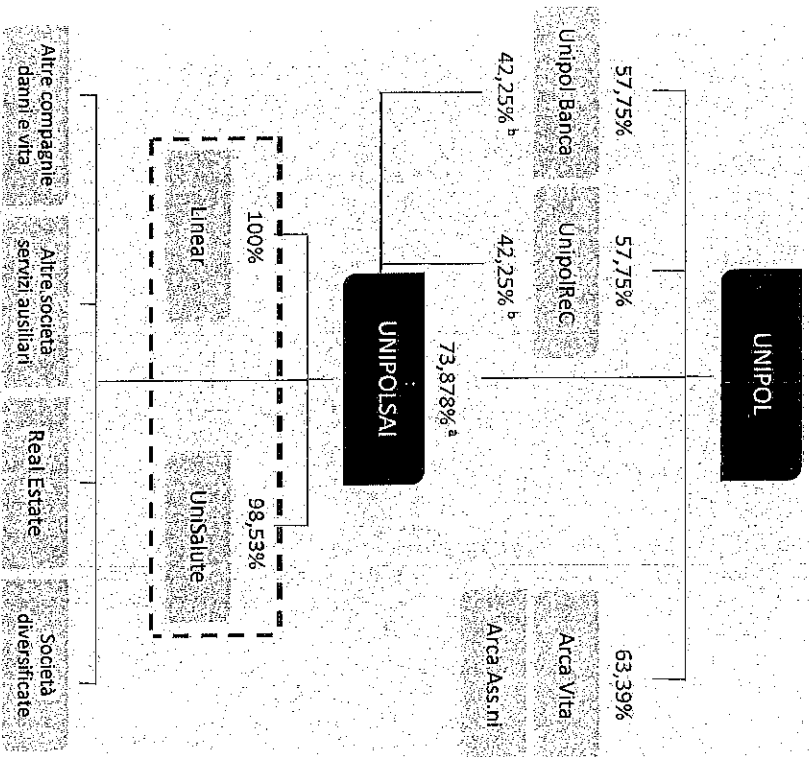 UNIPOL
57,75%
57,75%
63,39%
Unipol Banca
UnipolReC
Arca Vita
42,25% b
42,25% b
73,878% a
Arca Ass.ni
UNIPOLSAI
100%
98,53%
Linear
UniSalute
Altre compagnie
danni e vita
Altre società
servizi ausiliari
Real Estate
Società
diversificate